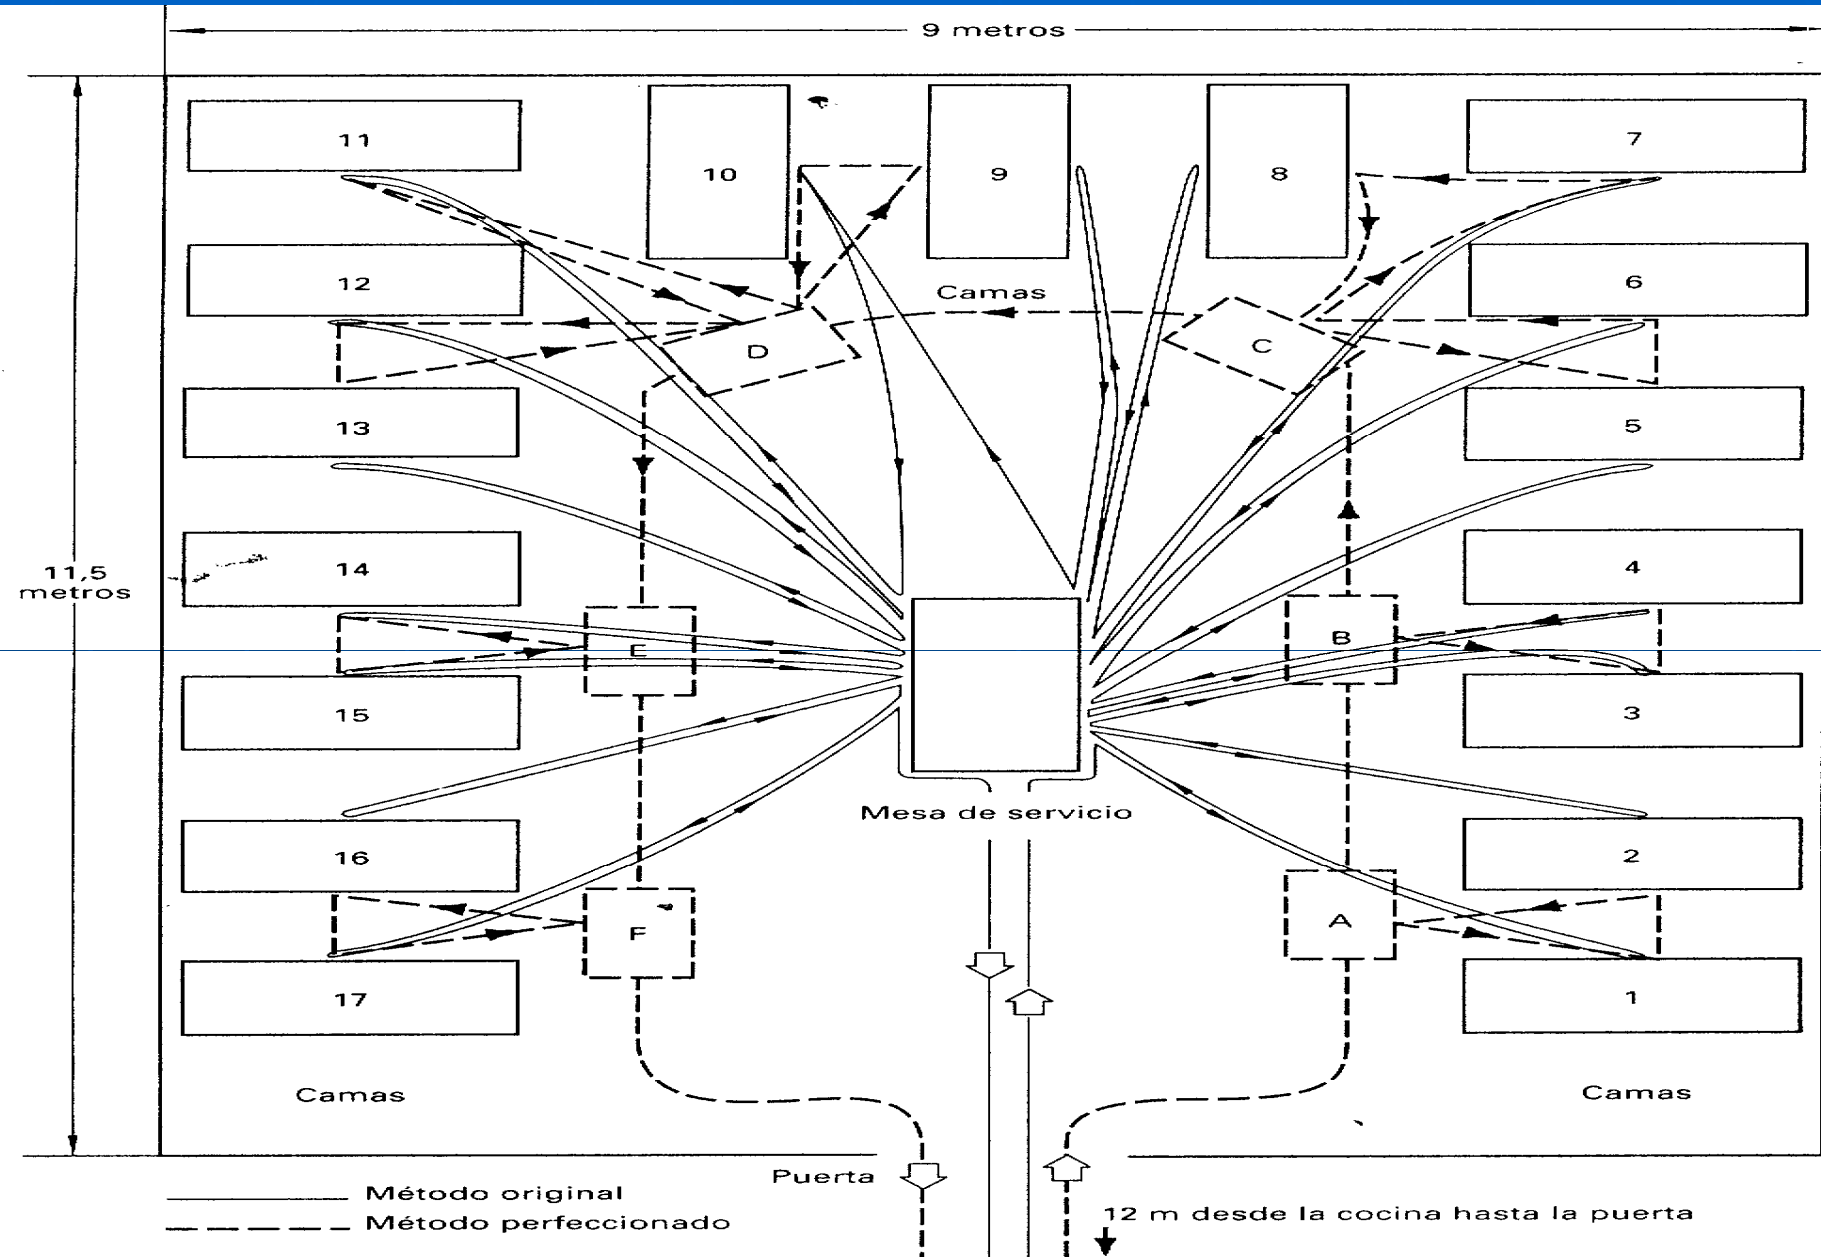 9 metros
11
10
9
8
7
12
Camas
6
D
C
13
5
14
4
11,5
metros
E
B
15
3
Mesa de servicio
16
2
F
A
17
1
Camas
Camas
Puerta
Método original
Método perfeccionado
12 m desde la cocina hasta la puerta